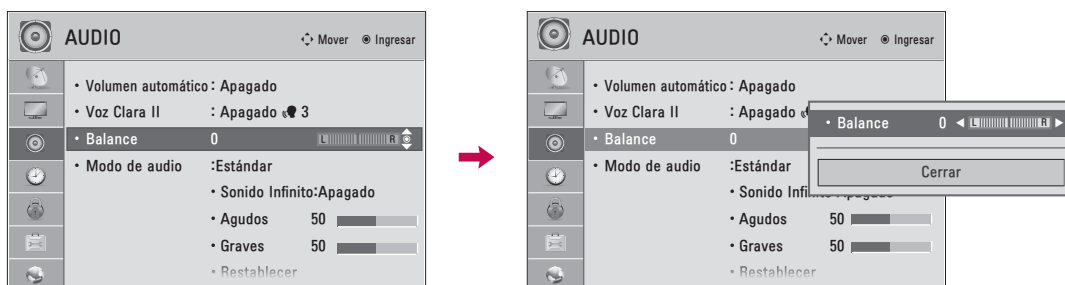 AUDIO
Mover
Ingresar
• Volumen automático : Apagado
• Voz Clara II : Apagado 3
• Balance 0 L R
• Modo de audio :Estándar
• Sonido Infinito:Apagado
• Agudos 50
• Graves 50
• Restablecer
AUDIO
Mover
Ingresar
• Volumen automático : Apagado
• Voz Clara II : Apagado
• Balance 0
• Modo de audio :Estándar
• Agudos 50
• Graves 50
• Restablecer
• Balance 0 ◄ L R ►
Cerrar